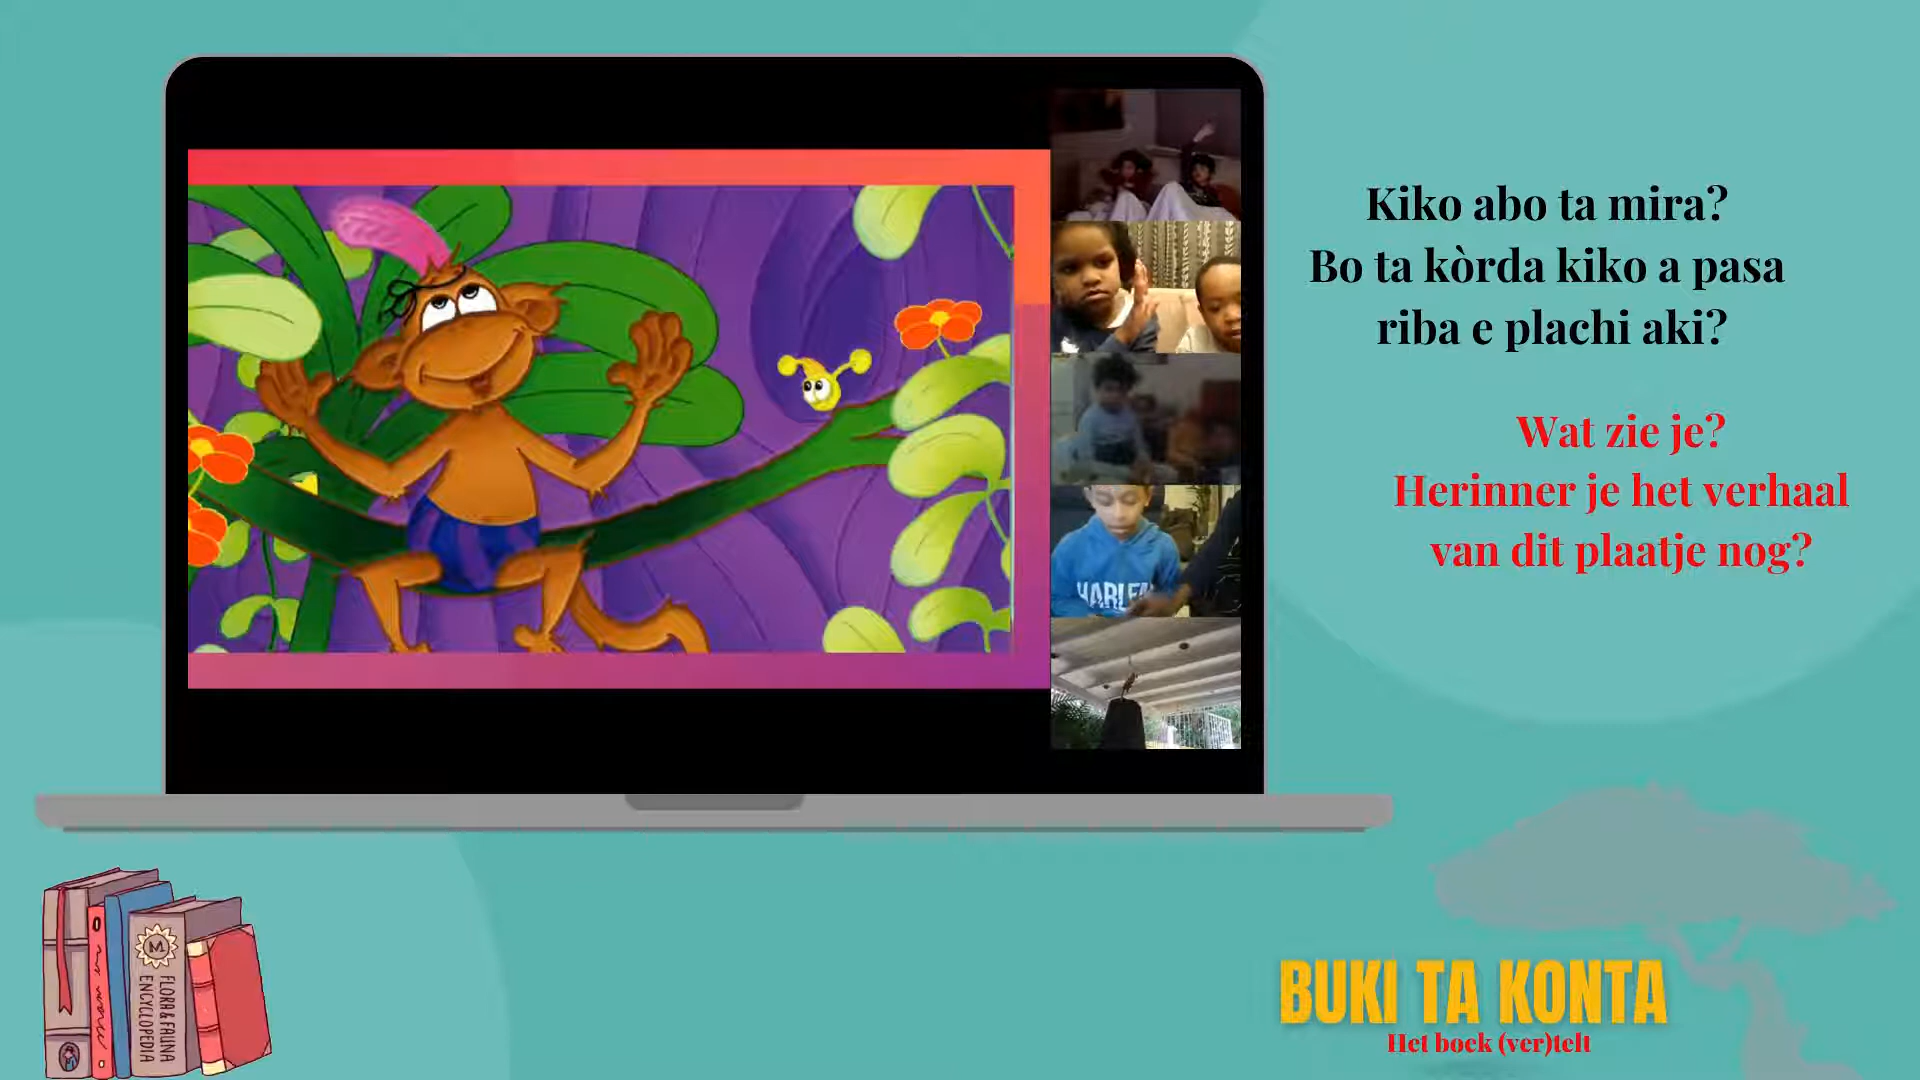 Kiko abo ta mira?
Bo ta kòrda kiko a pasa
riba e plachi aki?
Wat zie je?
Herinner je het verhaal
van dit plaatje nog?
HARLEM
FLORA & FAUNA
ENCYCLOPEDIA
M
BUKI TA KONTA
Het boek (ver)telt